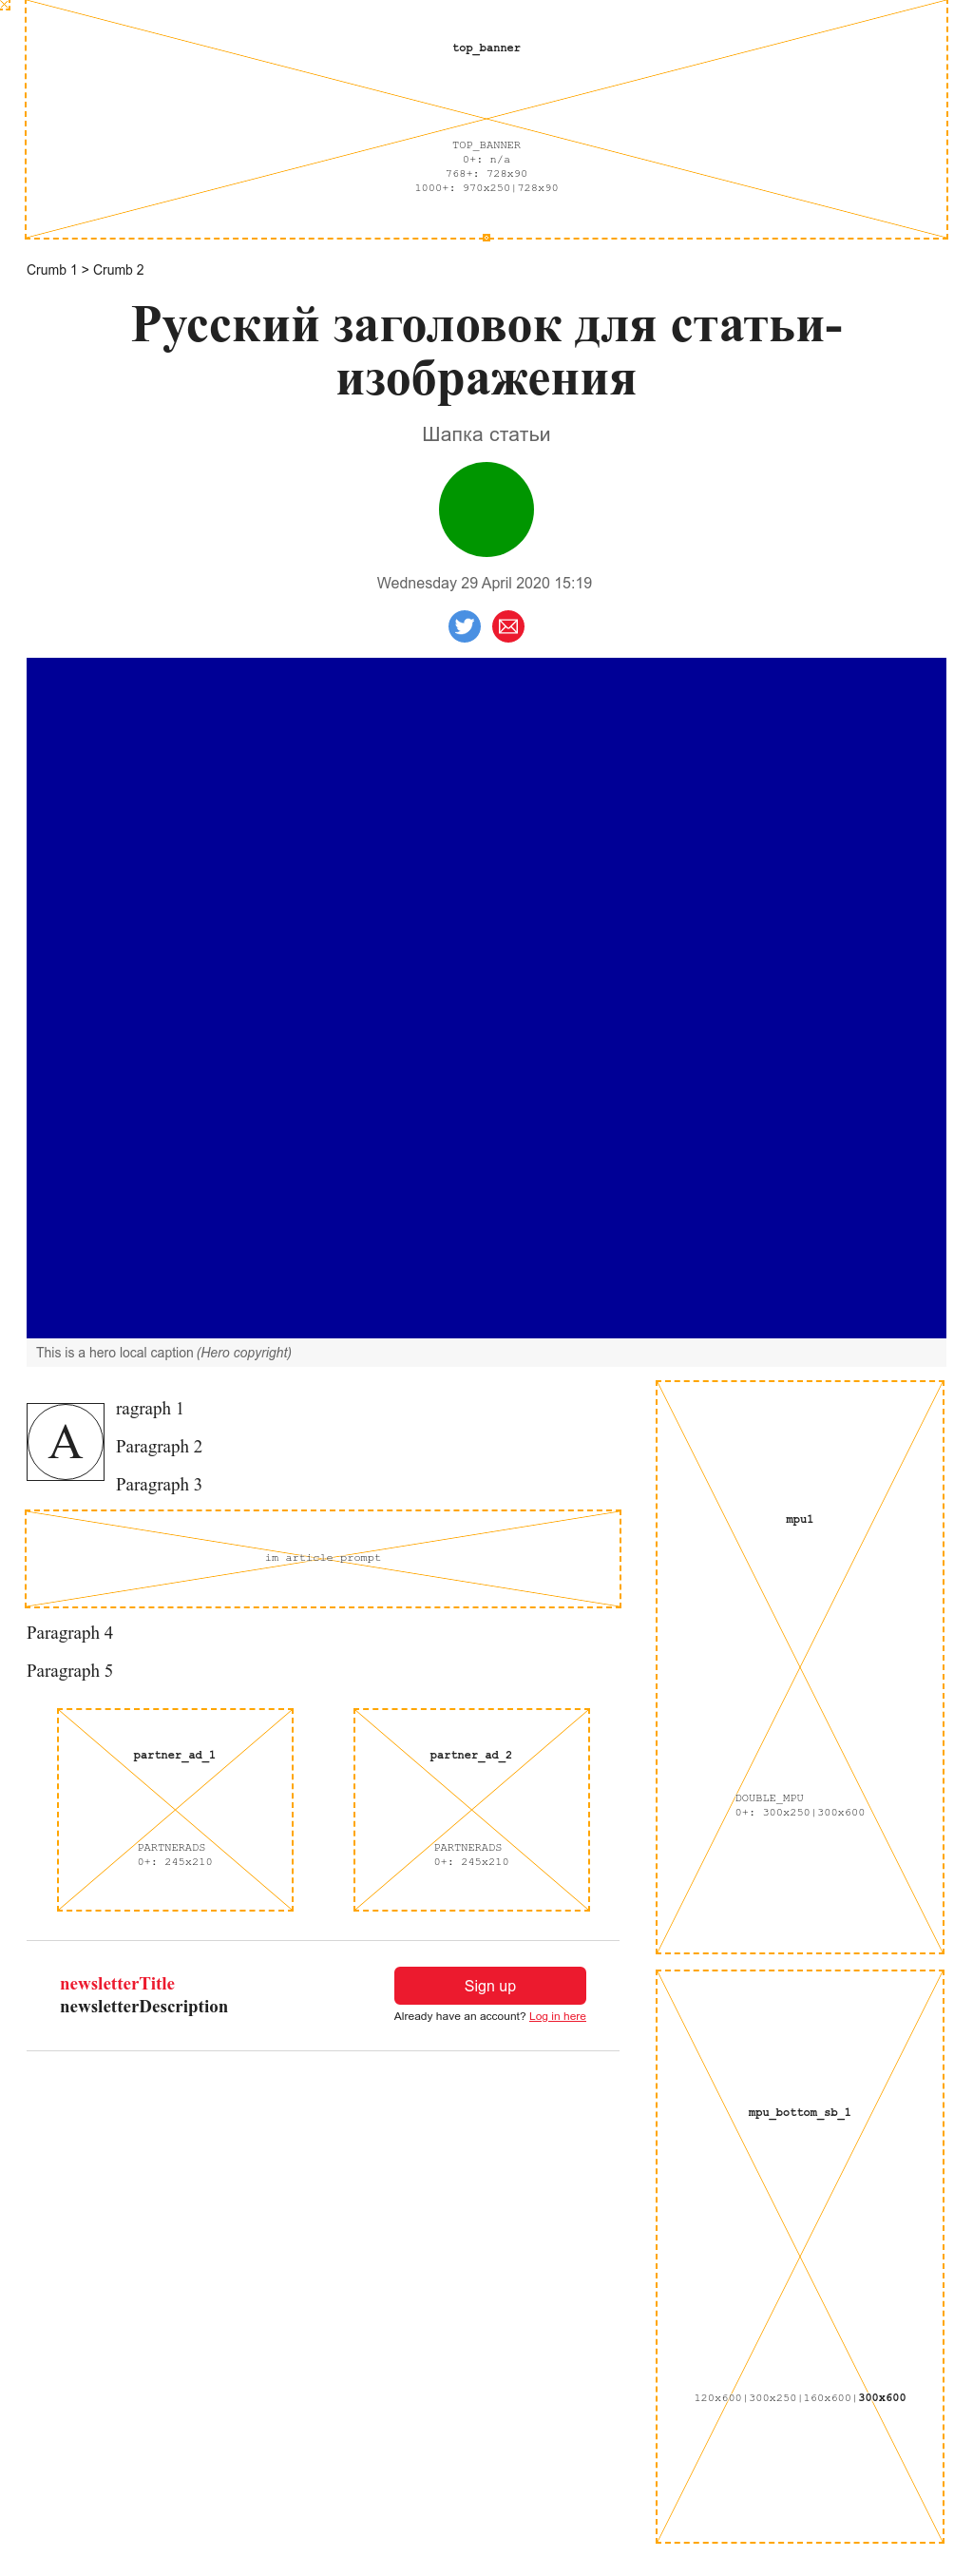 top_banner
TOP_BANNER
0+: n/a
768+: 728x90
1000+: 970x250|728x90
Crumb 1 > Crumb 2
Русский заголовок для статьи-
изображения
Шапка статьи
Wednesday 29 April 2020 15:19
This is a hero local caption (Hero copyright)
A
ragraph 1
Paragraph 2
Paragraph 3
im article prompt
Paragraph 4
Paragraph 5
partner_ad_1
PARTNERADS
0+: 245x210
partner_ad_2
PARTNERADS
0+: 245x210
newsletterTitle
newsletterDescription
Sign up
Already have an account? Log in here
mpu1
DOUBLE_MPU
0+: 300x250|300x600
mpu_bottom_sb_1
120x600|300x250|160x600|300x600